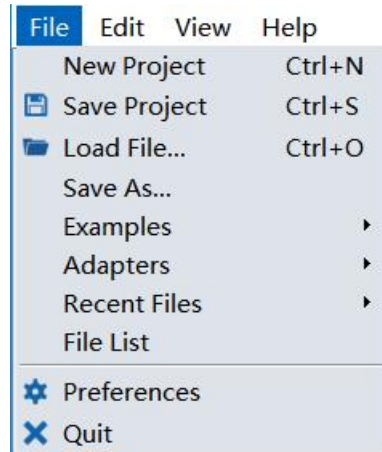 File Edit View Help
New Project Ctrl+N
Save Project Ctrl+S
Load File... Ctrl+O
Save As...
Examples
Adapters
Recent Files
File List
Preferences
Quit